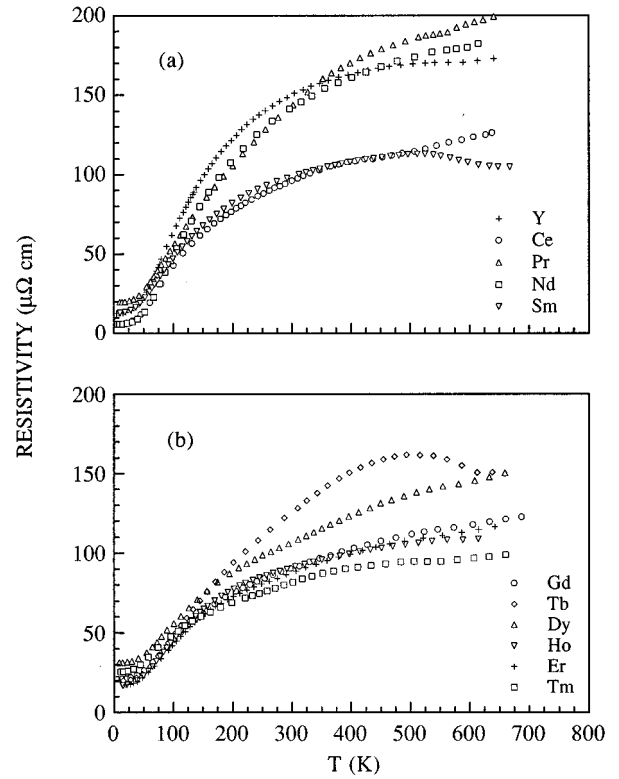 200
(a)
150
100
50
0
+ Y
○ Ce
△ Pr
□ Nd
▽ Sm
RESISTIVITY (μΩ cm)
200
(b)
150
100
50
0
○ Gd
◇ Tb
△ Dy
▽ Ho
+ Er
□ Tm
0 100 200 300 400 500 600 700 800
T (K)